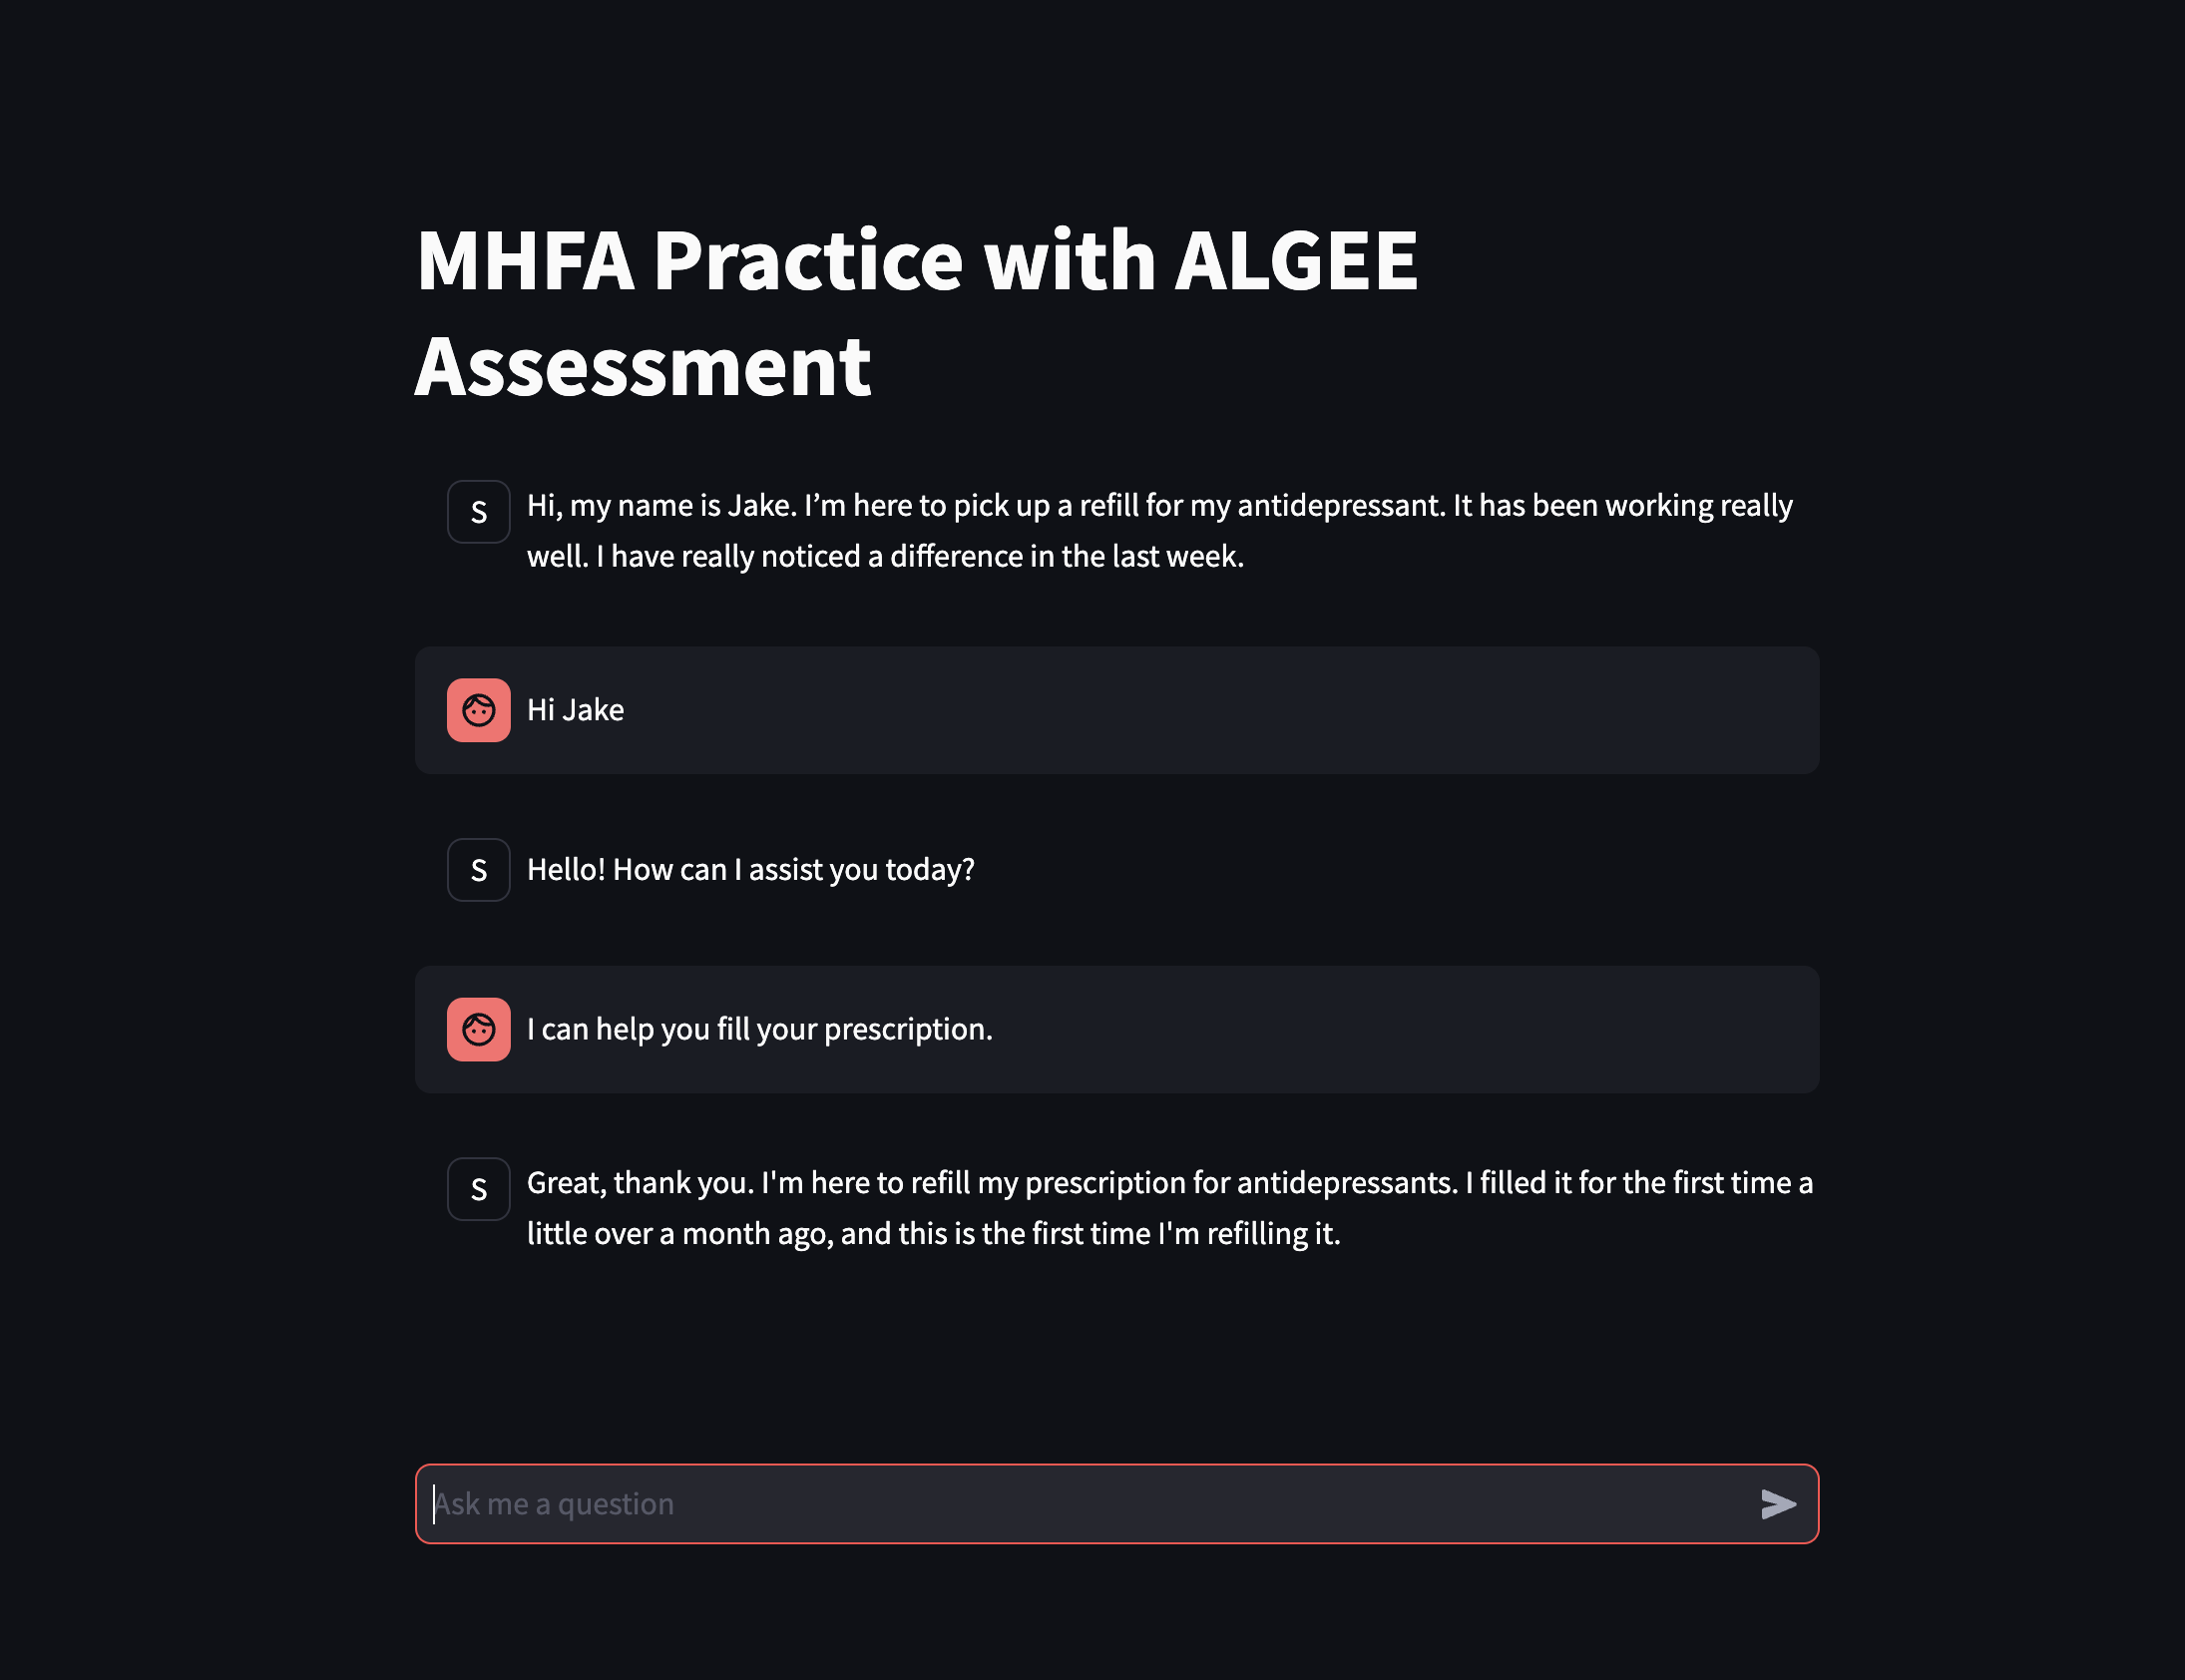 MHFA Practice with ALGEE
Assessment
S
Hi, my name is Jake. I’m here to pick up a refill for my antidepressant. It has been working really
well. I have really noticed a difference in the last week.
Hi Jake
S
Hello! How can I assist you today?
I can help you fill your prescription.
S
Great, thank you. I'm here to refill my prescription for antidepressants. I filled it for the first time a
little over a month ago, and this is the first time I'm refilling it.
Ask me a question